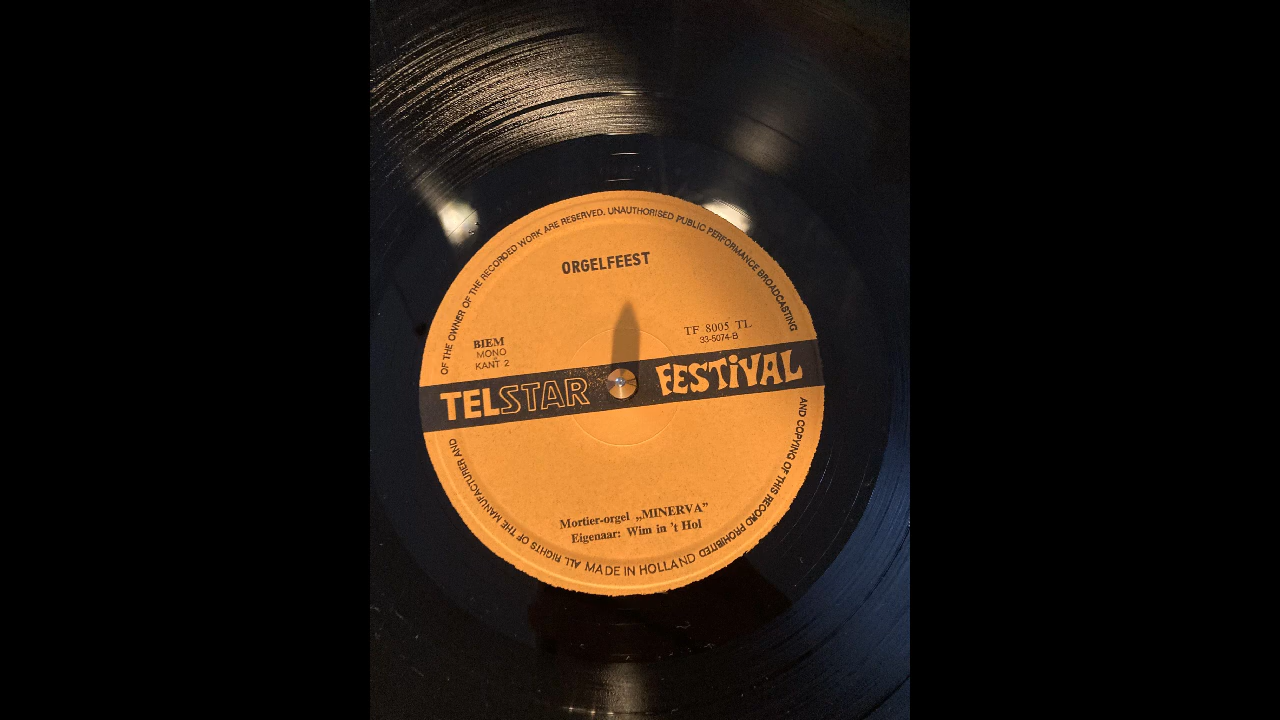 ORGELFEEST
BIEM
MONO
KANT 2
TF 8005 TL
33-5074-B
TELSTAR FESTiVAL
Mortier-orgel „MINERVA”
Eigenaar: Wim in 't Hol
MADE IN HOLLAND
ALL RIGHTS OF THE MANUFACTURER AND OF THE OWNER OF THE RECORDED WORK ARE RESERVED. UNAUTHORISED PUBLIC PERFORMANCE BROADCASTING AND COPYING OF THIS RECORD PROHIBITED